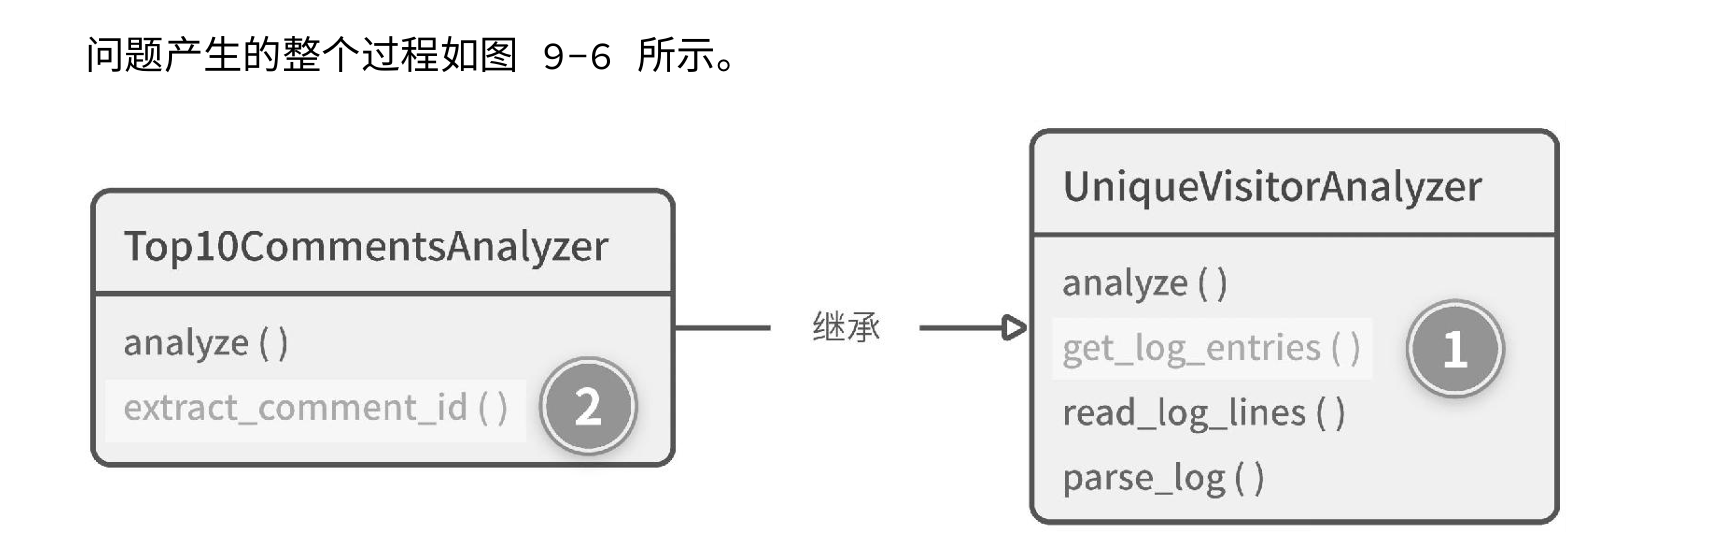 问题产生的整个过程如图 9-6 所示。
Top10CommentsAnalyzer
analyze ( )
extract_comment_id ( )
2
继承
UniqueVisitorAnalyzer
analyze ( )
get_log_entries ( )
1
read_log_lines ( )
parse_log ( )